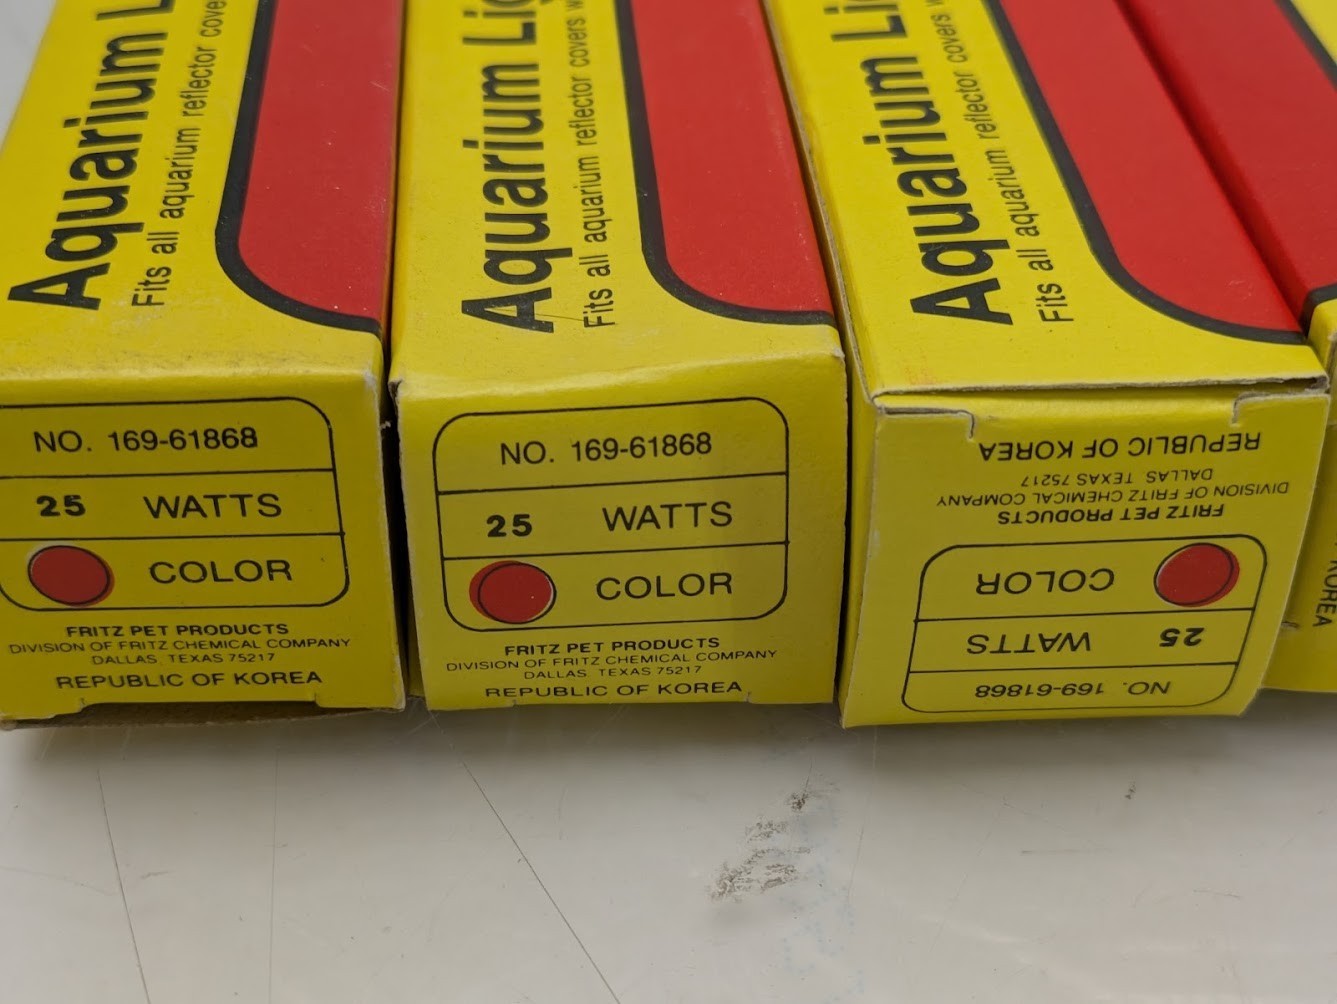 Aquarium
Fits all aquarium reflector
NO. 169-61868
25 WATTS
COLOR
FRITZ PET PRODUCTS
DIVISION OF FRITZ CHEMICAL COMPANY
DALLAS, TEXAS 75217
REPUBLIC OF KOREA
Aquarium
Fits all aquarium reflector covers
NO. 169-61868
25 WATTS
COLOR
FRITZ PET PRODUCTS
DIVISION OF FRITZ CHEMICAL COMPANY
DALLAS, TEXAS 75217
REPUBLIC OF KOREA
Aquarium
Fits all aquarium reflector covers
NO. 169-61868
25 WATTS
COLOR
FRITZ PET PRODUCTS
DIVISION OF FRITZ CHEMICAL COMPANY
DALLAS, TEXAS 75217
REPUBLIC OF KOREA
KOREA